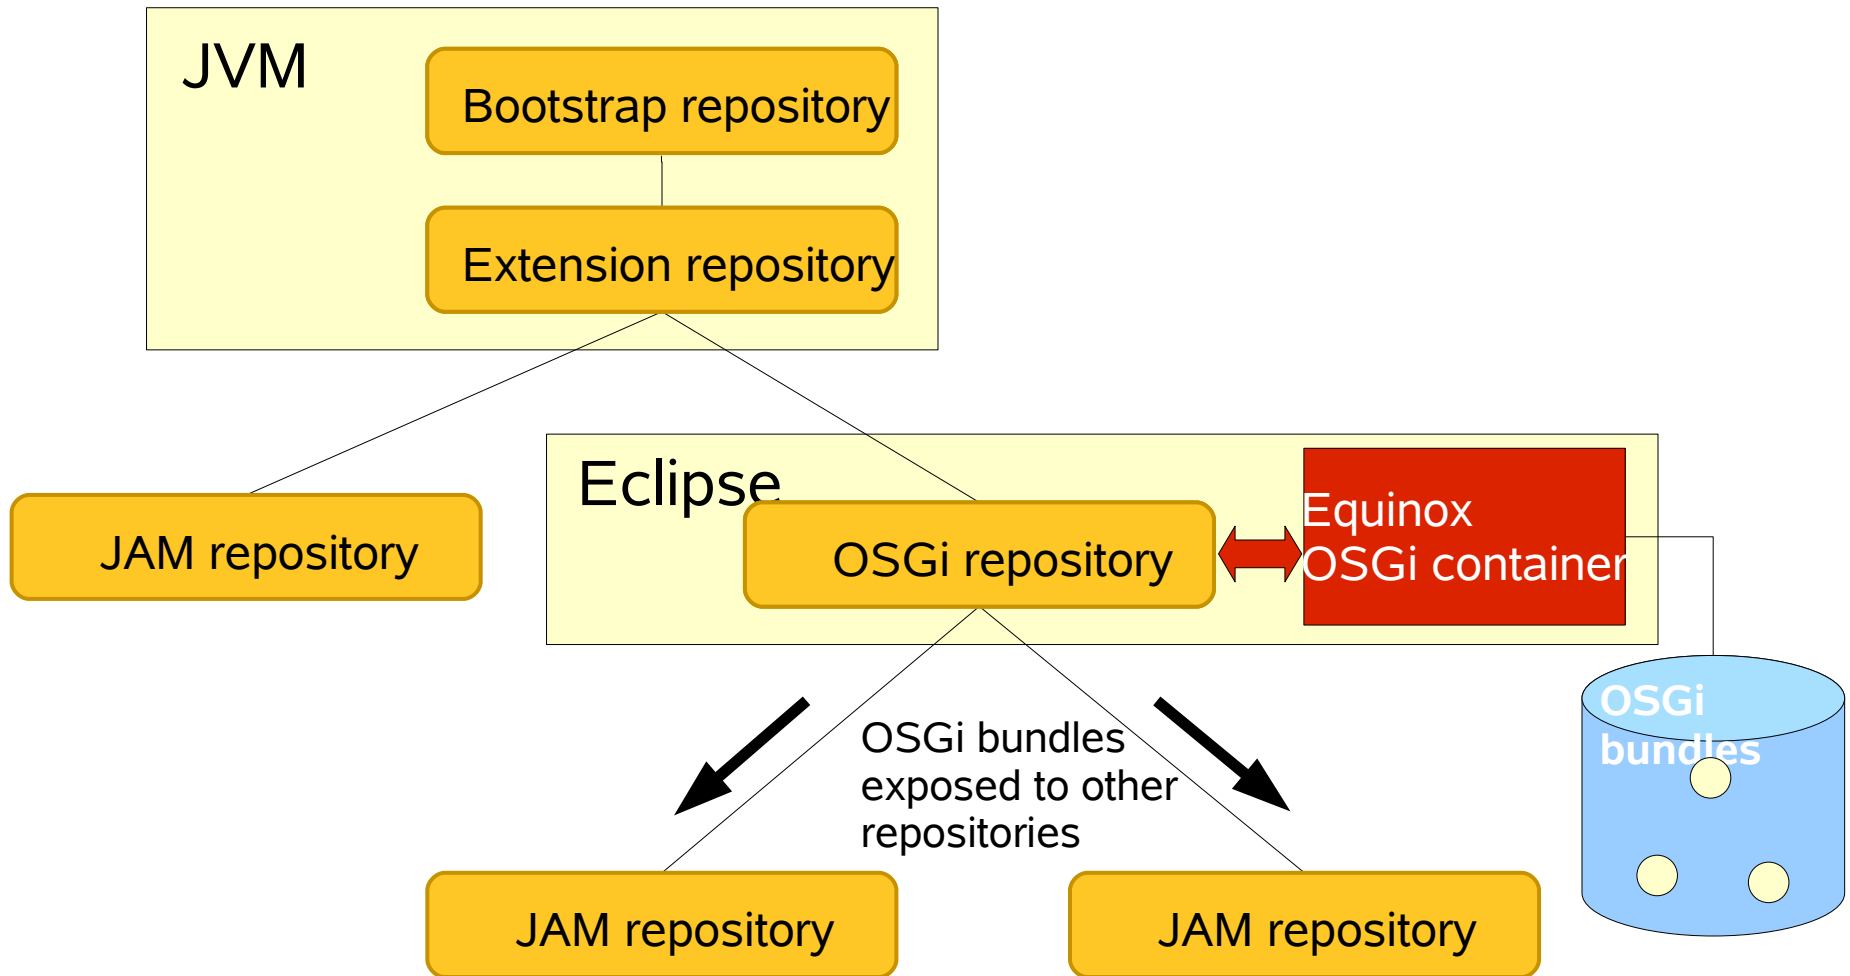 JVM
Bootstrap repository
Extension repository
Eclipse
JAM repository
OSGi repository
Equinox
OSGi container
OSGi
bundles
OSGi bundles
exposed to other
repositories
JAM repository
JAM repository